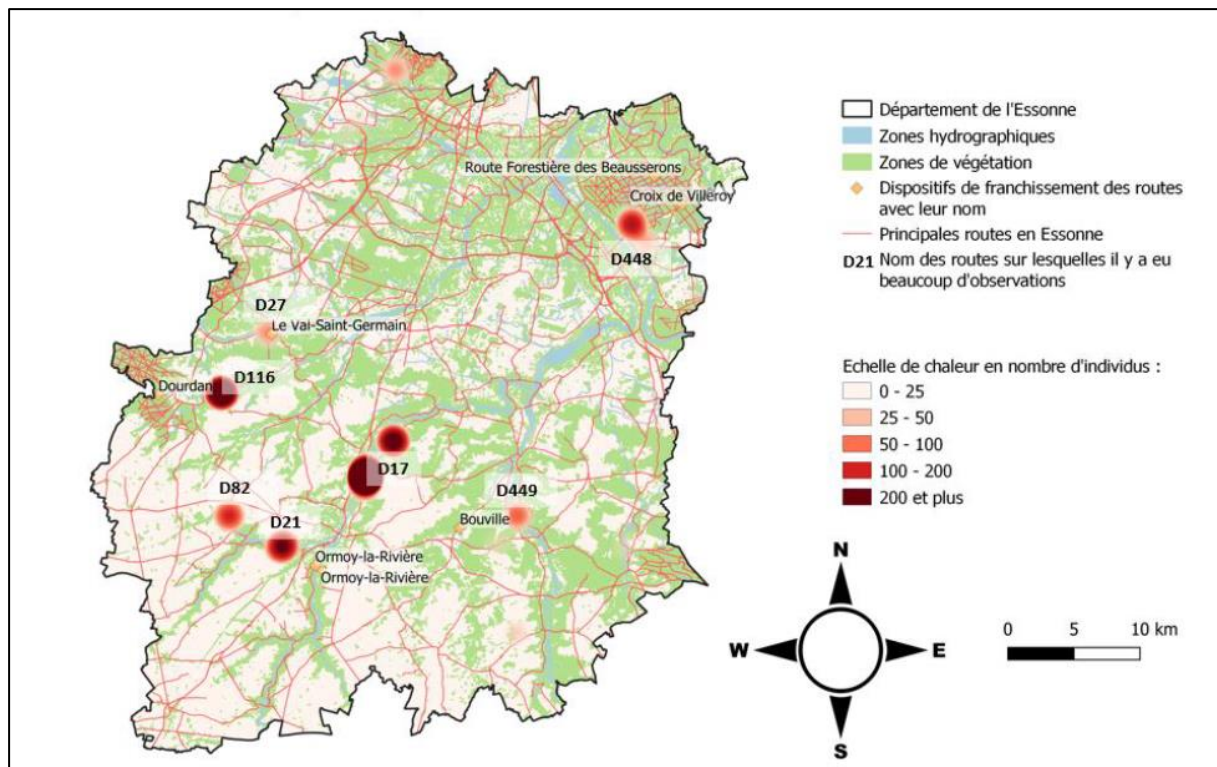 Route Forestière des Beausserons
Croix de Villeroy
D448
D27
Le Val-Saint-Germain
D116
Dourdan
D17
D82
D449
D21
Bouville
Ormoy-la-Rivière
Ormoy-la-Rivière
Département de l'Essonne
Zones hydrographiques
Zones de végétation
Dispositifs de franchissement des routes
avec leur nom
Principales routes en Essonne
D21 Nom des routes sur lesquelles il y a eu
beaucoup d'observations
Echelle de chaleur en nombre d'individus :
0 - 25
25 - 50
50 - 100
100 - 200
200 et plus
N
W
E
S
0 5 10 km